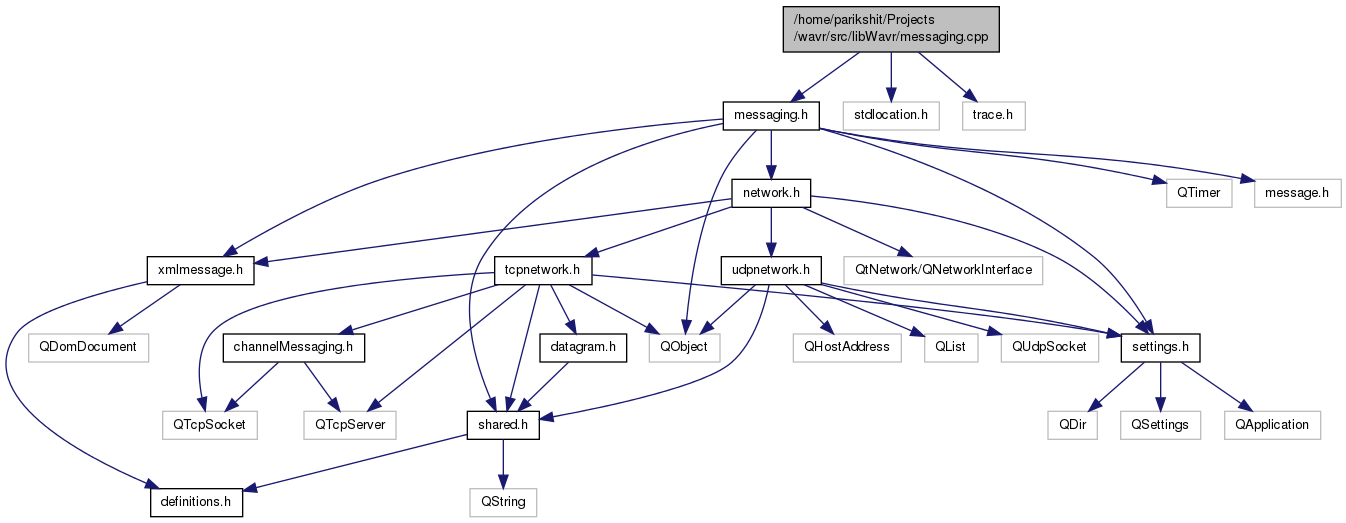 /home/parikshit/Projects
/wavr/src/libWavr/messaging.cpp
messaging.h
stdlocation.h
trace.h
network.h
QTimer
message.h
xmlmessage.h
tcpnetwork.h
udpnetwork.h
QtNetwork/QNetworkInterface
QDomDocument
channelMessaging.h
datagram.h
QObject
QHostAddress
QList
QUdpSocket
settings.h
QTcpSocket
QTcpServer
shared.h
QDir
QSettings
QApplication
definitions.h
QString